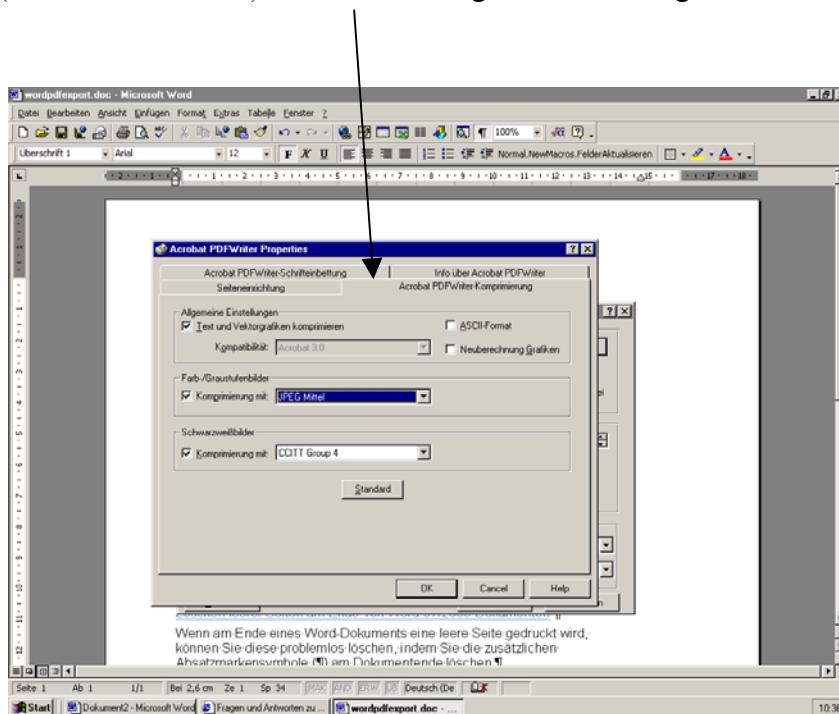 wordpdfexport.doc - Microsoft Word
Datei Bearbeiten Ansicht Einfügen Format Extras Tabelle Fenster ?
100%
Überschrift 1 Arial 12 F K U Normal.NewMacros.FelderAktualisieren
Acrobat PDFWriter Properties
Acrobat PDFWriter-Schrifteinbettung Info über Acrobat PDFWriter
Seiteneinrichtung Acrobat PDFWriter-Komprimierung
Allgemeine Einstellungen
Text und Vektorgrafiken komprimieren ASCII-Format
Kompatibilität: Acrobat 3.0 Neuberechnung Grafiken
Farb-/Graustufenbilder
Komprimierung mit: JPEG Mittel
Schwarzweißbilder
Komprimierung mit: CCITT Group 4
Standard
OK Cancel Help
Wenn am Ende eines Word-Dokuments eine leere Seite gedruckt wird,
können Sie diese problemlos löschen, indem Sie die zusätzlichen
Absatzmarkensymbole (¶) am Dokumentende löschen.¶
Seite 1 Ab 1 1/1 Bei 2,6 cm Ze 1 Sp 34 MAK ÄND ERW ÜB Deutsch (De
Start Dokument2 - Microsoft Word Fragen und Antworten zu ... wordpdfexport.doc - ...